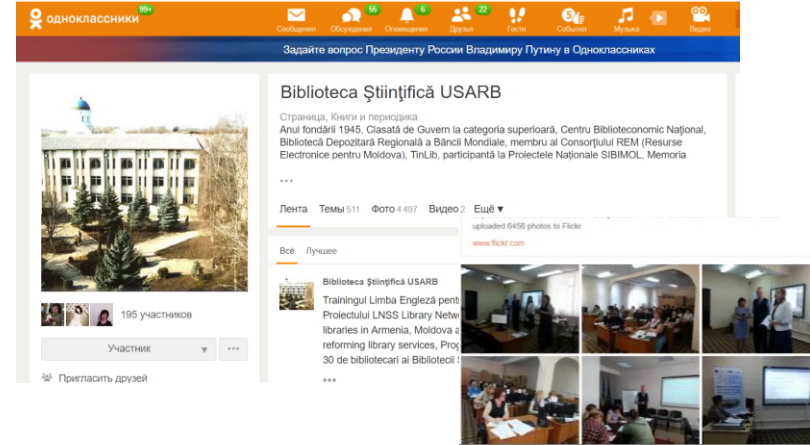 одноклассники 99+
Сообщения Обсуждения 55 Оповещения 6 Друзья 22 Гости События Музыка Видео
Задайте вопрос Президенту России Владимиру Путину в Одноклассниках
Biblioteca Ştiinţifică USARB
Страница, Книги и периодика
Anul fondării 1945. Clasată de Guvern la categoria superioară, Centru Biblioteconomic Naţional,
Bibliotecă Depozitară Regională a Băncii Mondiale, membru al Consorţiului REM (Resurse
Electronice pentru Moldova), TinLib, participantă la Proiectele Naţionale SIBIMOL, Memoria
...
Лента Темы 511 Фото 4 497 Видео 2 Ещё ▼
uploaded 6456 photos to Flickr
www.flickr.com
Все Лучшее
Biblioteca Ştiinţifică USARB
Trainingul Limba Engleză
Proiectului LNSS Library
libraries in Armenia, Moldova a
reforming library services,
30 de bibliotecari ai Bibliotecii
...
195 участников
Участник ▼ ...
Пригласить друзей